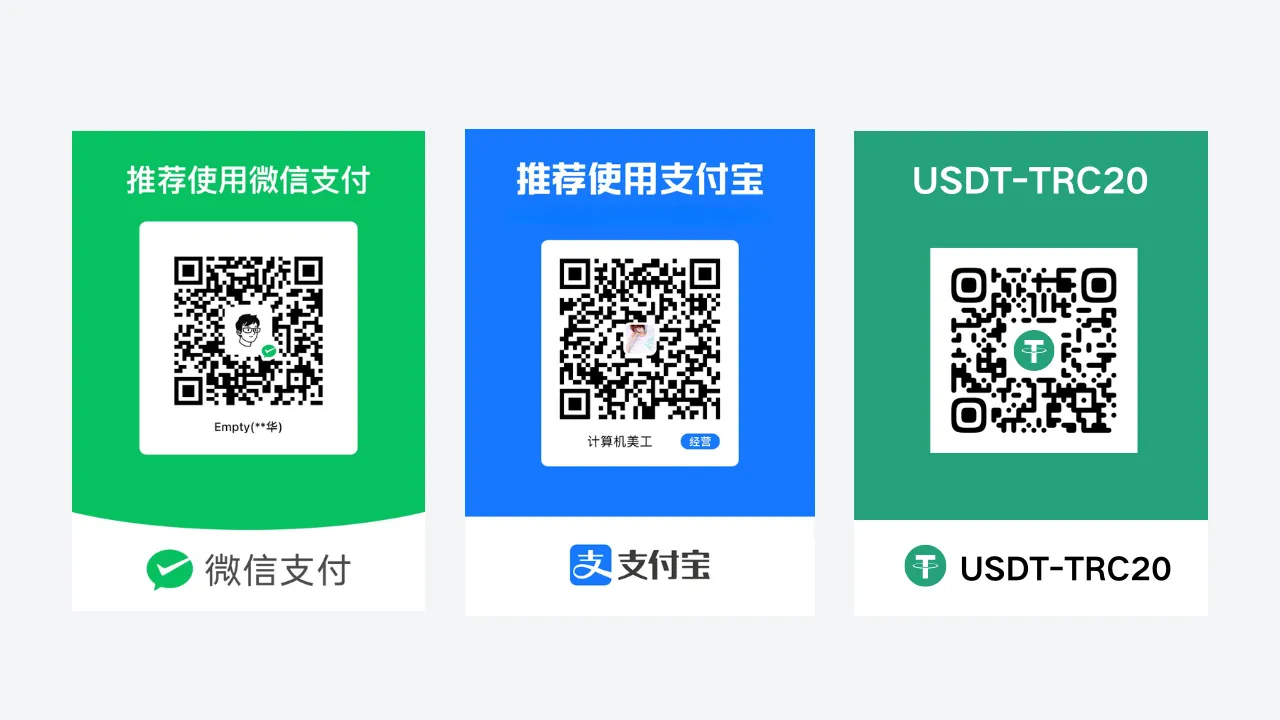 推荐使用微信支付
Empty(**华)
微信支付
推荐使用支付宝
计算机美工
经营
支付宝
USDT-TRC20
USDT-TRC20